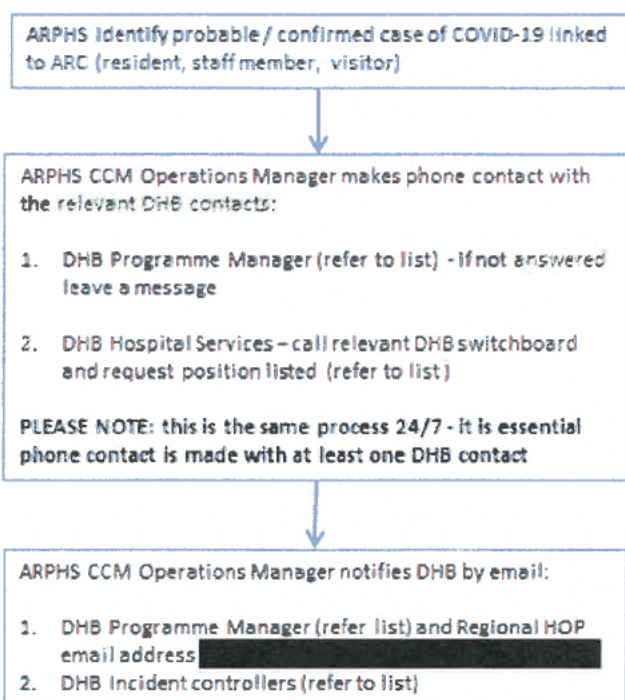 ARPHS Identify probable / confirmed case of COVID-19 linked
to ARC (resident, staff member, visitor)
ARPHS CCM Operations Manager makes phone contact with
the relevant DHB contacts:
1. DHB Programme Manager (refer to list) - if not answered
leave a message
2. DHB Hospital Services – call relevant DHB switchboard
and request position listed (refer to list)
PLEASE NOTE: this is the same process 24/7 - it is essential
phone contact is made with at least one DHB contact
ARPHS CCM Operations Manager notifies DHB by email:
1. DHB Programme Manager (refer list) and Regional HOP
email address
2. DHB Incident controllers (refer to list)